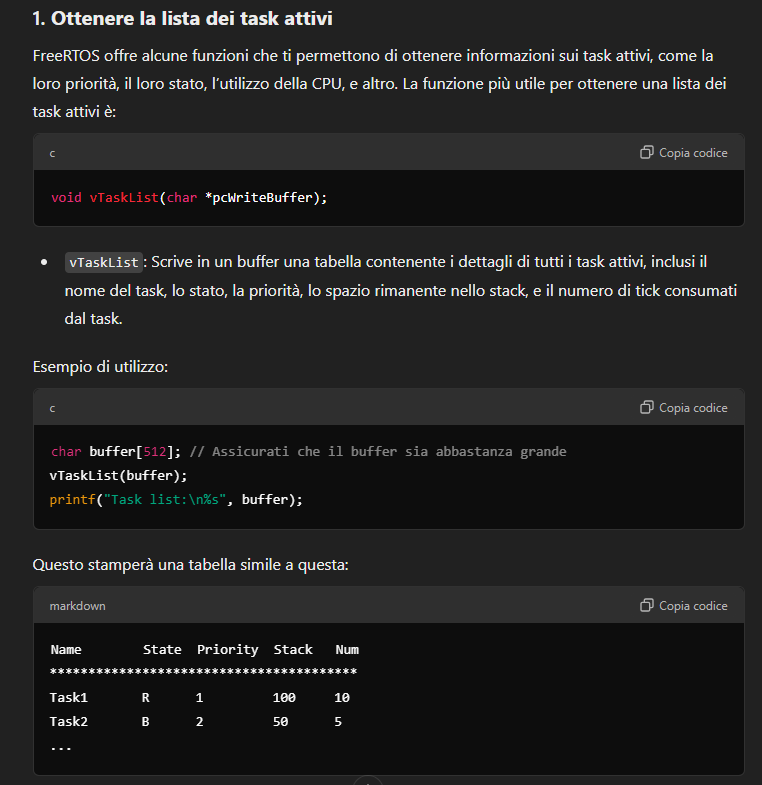 1. Ottenere la lista dei task attivi
FreeRTOS offre alcune funzioni che ti permettono di ottenere informazioni sui task attivi, come la
loro priorità, il loro stato, l'utilizzo della CPU, e altro. La funzione più utile per ottenere una lista dei
task attivi è:
c Copia codice
void vTaskList(char *pcWriteBuffer);
• vTaskList: Scrive in un buffer una tabella contenente i dettagli di tutti i task attivi, inclusi il
nome del task, lo stato, la priorità, lo spazio rimanente nello stack, e il numero di tick consumati
dal task.
Esempio di utilizzo:
c Copia codice
char buffer[512]; // Assicurati che il buffer sia abbastanza grande
vTaskList(buffer);
printf("Task list:\n%s", buffer);
Questo stamperà una tabella simile a questa:
markdown Copia codice
Name State Priority Stack Num
****************************************
Task1 R 1 100 10
Task2 B 2 50 5
...